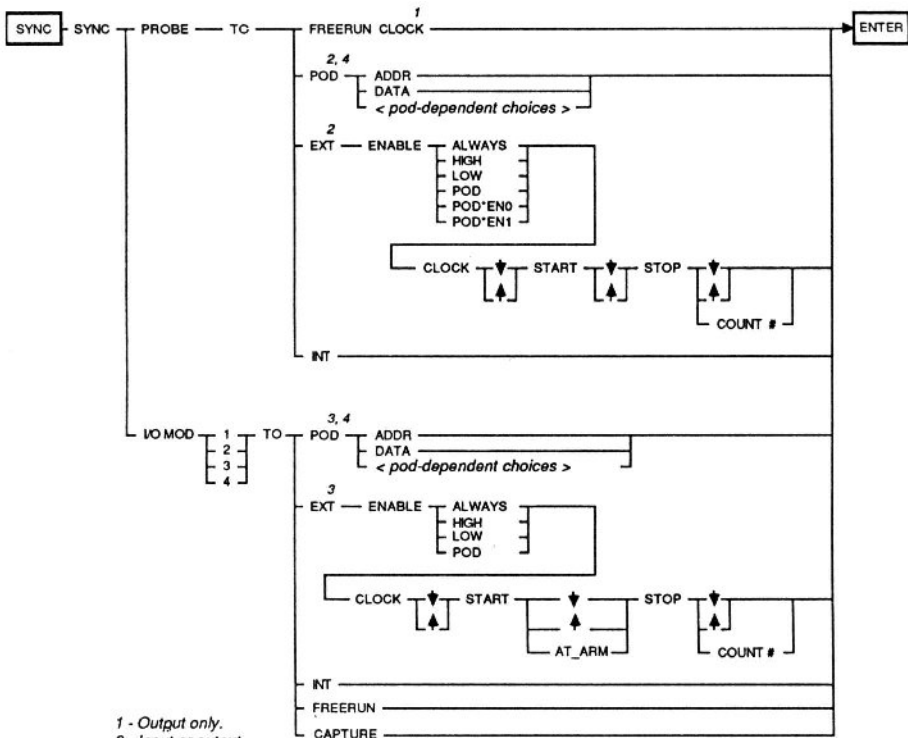 1
SYNC SYNC PROBE TO FREERUN CLOCK ENTER
2, 4
POD ADDR
DATA
< pod-dependent choices >
2
EXT ENABLE ALWAYS
HIGH
LOW
POD
POD*EN0
POD*EN1
CLOCK START STOP
COUNT #
INT
3, 4
I/O MOD 1 TO POD ADDR
2 DATA
3 < pod-dependent choices >
4
3
EXT ENABLE ALWAYS
HIGH
LOW
POD
CLOCK START STOP
AT_ARM COUNT #
INT
FREERUN
1 - Output only.
CAPTURE